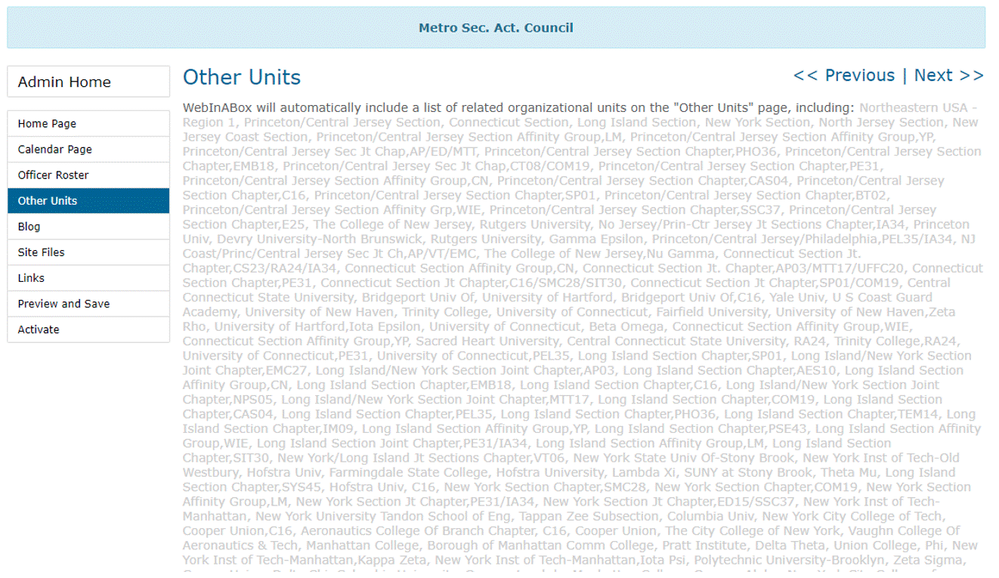 Metro Sec. Act. Council
Admin Home
Home Page
Calendar Page
Officer Roster
Other Units
Blog
Site Files
Links
Preview and Save
Activate
Other Units
<< Previous | Next >>
WebInABox will automatically include a list of related organizational units on the "Other Units" page, including: Northeastern USA -
Region 1, Princeton/Central Jersey Section, Connecticut Section, Long Island Section, New York Section, North Jersey Section, New
Jersey Coast Section, Princeton/Central Jersey Section Affinity Group,LM, Princeton/Central Jersey Section Affinity Group,YP,
Princeton/Central Jersey Sec Jt Chap,AP/ED/MTT, Princeton/Central Jersey Section Chapter,PHO36, Princeton/Central Jersey Section
Chapter,EMB18, Princeton/Central Jersey Sec Jt Chap,CT08/COM19, Princeton/Central Jersey Section Chapter,PE31,
Princeton/Central Jersey Section Affinity Group,CN, Princeton/Central Jersey Section Chapter,CAS04, Princeton/Central Jersey
Section Chapter,C16, Princeton/Central Jersey Section Chapter,SP01, Princeton/Central Jersey Section Chapter,BT02,
Princeton/Central Jersey Section Affinity Grp,WIE, Princeton/Central Jersey Section Chapter,SSC37, Princeton/Central Jersey
Section Chapter,E25, The College of New Jersey, Rutgers University, No Jersey/Prin-Ctr Jersey Jt Sections Chapter,IA34, Princeton
Univ, Devry University-North Brunswick, Rutgers University, Gamma Epsilon, Princeton/Central Jersey/Philadelphia,PEL35/IA34, NJ
Coast/Princ/Central Jersey Sec Jt Ch,AP/VT/EMC, The College of New Jersey,Nu Gamma, Connecticut Section Jt.
Chapter,CS23/RA24/IA34, Connecticut Section Affinity Group,CN, Connecticut Section Jt. Chapter,AP03/MTT17/UFFC20, Connecticut
Section Chapter,PE31, Connecticut Section Jt Chapter,C16/SMC28/SIT30, Connecticut Section Jt Chapter,SP01/COM19, Central
Connecticut State University, Bridgeport Univ Of, University of Hartford, Bridgeport Univ Of,C16, Yale Univ, U S Coast Guard
Academy, University of New Haven, Trinity College, University of Connecticut, Fairfield University, University of New Haven,Zeta
Rho, University of Hartford,Iota Epsilon, University of Connecticut, Beta Omega, Connecticut Section Affinity Group,WIE,
Connecticut Section Affinity Group,YP, Sacred Heart University, Central Connecticut State University, RA24, Trinity College,RA24,
University of Connecticut,PE31, University of Connecticut,PEL35, Long Island Section Chapter,SP01, Long Island/New York Section
Joint Chapter,EMC27, Long Island/New York Section Joint Chapter,AP03, Long Island Section Chapter,AES10, Long Island Section
Affinity Group,CN, Long Island Section Chapter,EMB18, Long Island Section Chapter,C16, Long Island/New York Section Joint
Chapter,NPS05, Long Island/New York Section Joint Chapter,MTT17, Long Island Section Chapter,COM19, Long Island Section
Chapter,CAS04, Long Island Section Chapter,PEL35, Long Island Section Chapter,PHO36, Long Island Section Chapter,TEM14, Long
Island Section Chapter,IM09, Long Island Section Affinity Group,YP, Long Island Section Chapter,PSE43, Long Island Section Affinity
Group,WIE, Long Island Section Joint Chapter,PE31/IA34, Long Island Section Affinity Group,LM, Long Island Section
Chapter,SIT30, New York/Long Island Jt Sections Chapter,VT06, New York State Univ Of-Stony Brook, New York Inst of Tech-Old
Westbury, Hofstra Univ, Farmingdale State College, Hofstra University, Lambda Xi, SUNY at Stony Brook, Theta Mu, Long Island
Section Chapter,SYS45, Hofstra Univ, C16, New York Section Chapter,SMC28, New York Section Chapter,COM19, New York Section
Affinity Group,LM, New York Section Jt Chapter,PE31/IA34, New York Section Jt Chapter,ED15/SSC37, New York Inst of Tech-
Manhattan, New York University Tandon School of Eng, Tappan Zee Subsection, Columbia Univ, New York City College of Tech,
Cooper Union,C16, Aeronautics College Of Branch Chapter, C16, Cooper Union, The City College of New York, Vaughn College Of
Aeronautics & Tech, Manhattan College, Borough of Manhattan Comm College, Pratt Institute, Delta Theta, Union College, Phi, New
York Inst of Tech-Manhattan,Kappa Zeta, New York Inst of Tech-Manhattan,Iota Psi, Polytechnic University-Brooklyn, Zeta Sigma,